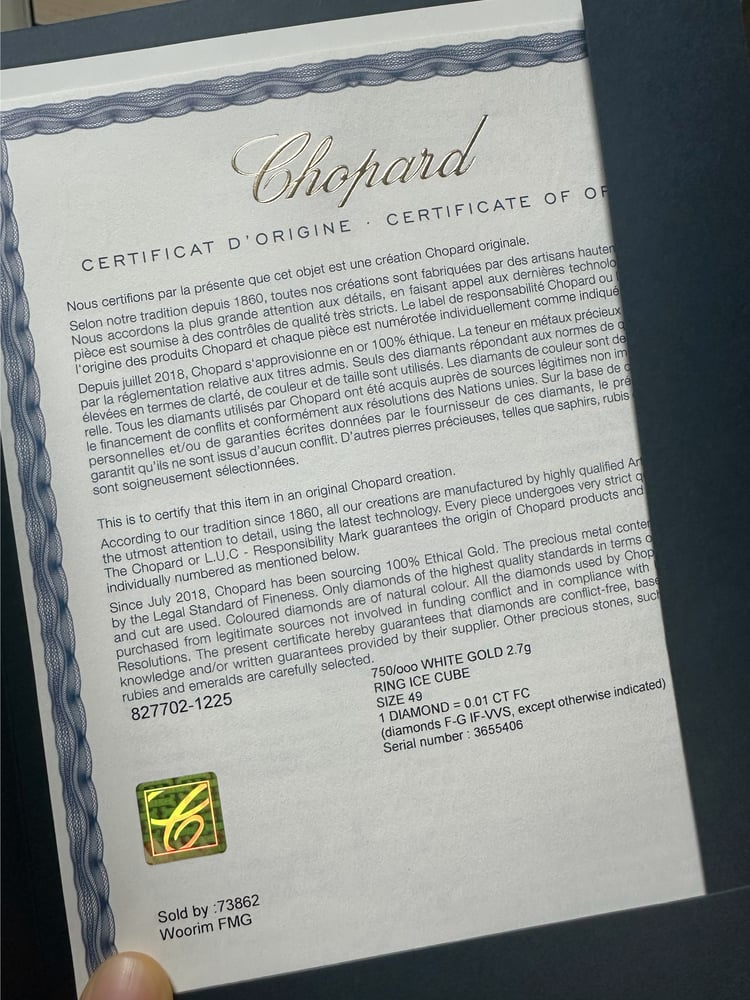 Chopard
CERTIFICAT D'ORIGINE · CERTIFICATE OF
Nous certifions par la présente que cet objet est une création Chopard originale.
Selon notre tradition depuis 1860, toutes nos créations sont fabriquées par des artisans hautem
Nous accordons la plus grande attention aux détails, en faisant appel aux dernières technolo
pièce est soumise à des contrôles de qualité très stricts. Le label de responsabilité Chopard ou
l'origine des produits Chopard et chaque pièce est numérotée individuellement comme indiqué
Depuis juillet 2018, Chopard s'approvisionne en or 100% éthique. La teneur en métaux précieux
par la réglementation relative aux titres admis. Seuls des diamants répondant aux normes de q
élevées en termes de clarté, de couleur et de taille sont utilisés. Les diamants de couleur sont de
relle. Tous les diamants utilisés par Chopard ont été acquis auprès de sources légitimes non im
le financement de conflits et conformément aux résolutions des Nations unies. Sur la base de c
personnelles et/ou de garanties écrites données par le fournisseur de ces diamants, le pré
garantit qu'ils ne sont issus d'aucun conflit. D'autres pierres précieuses, telles que saphirs, rubis
sont soigneusement sélectionnées.
This is to certify that this item in an original Chopard creation.
According to our tradition since 1860, all our creations are manufactured by highly qualified Art
the utmost attention to detail, using the latest technology. Every piece undergoes very strict q
The Chopard or L.U.C - Responsibility Mark guarantees the origin of Chopard products and
individually numbered as mentioned below.
Since July 2018, Chopard has been sourcing 100% Ethical Gold. The precious metal conten
by the Legal Standard of Fineness. Only diamonds of the highest quality standards in terms o
and cut are used. Coloured diamonds are of natural colour. All the diamonds used by Chop
purchased from legitimate sources not involved in funding conflict and in compliance with
Resolutions. The present certificate hereby guarantees that diamonds are conflict-free, base
knowledge and/or written guarantees provided by their supplier. Other precious stones, such
rubies and emeralds are carefully selected.
827702-1225
750/ooo WHITE GOLD 2.7g
RING ICE CUBE
SIZE 49
1 DIAMOND = 0.01 CT FC
(diamonds F-G IF-VVS, except otherwise indicated)
Serial number : 3655406
C
Sold by :73862
Woorim FMG